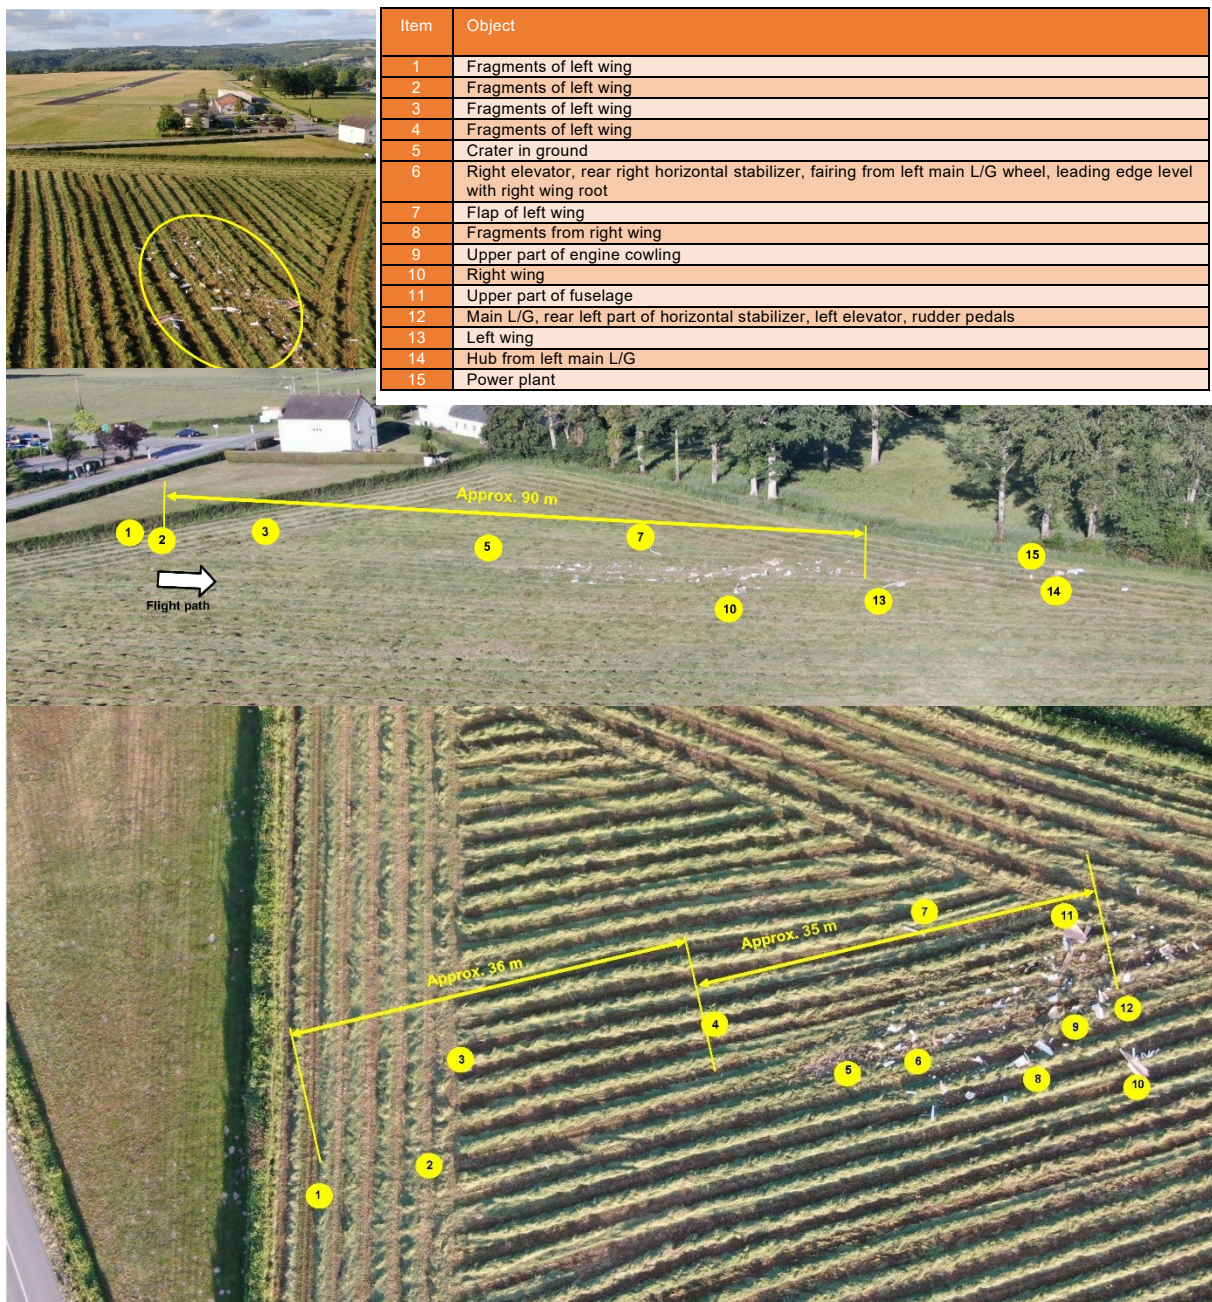 Item Object
1 Fragments of left wing
2 Fragments of left wing
3 Fragments of left wing
4 Fragments of left wing
5 Crater in ground
6 Right elevator, rear right horizontal stabilizer, fairing from left main L/G wheel, leading edge level
with right wing root
7 Flap of left wing
8 Fragments from right wing
9 Upper part of engine cowling
10 Right wing
11 Upper part of fuselage
12 Main L/G, rear left part of horizontal stabilizer, left elevator, rudder pedals
13 Left wing
14 Hub from left main L/G
15 Power plant
Approx. 90 m
1
2
3
5
7
15
14
13
10
Flight path
7
11
Approx. 35 m
Approx. 36 m
12
4
9
3
6
5
8
10
2
1